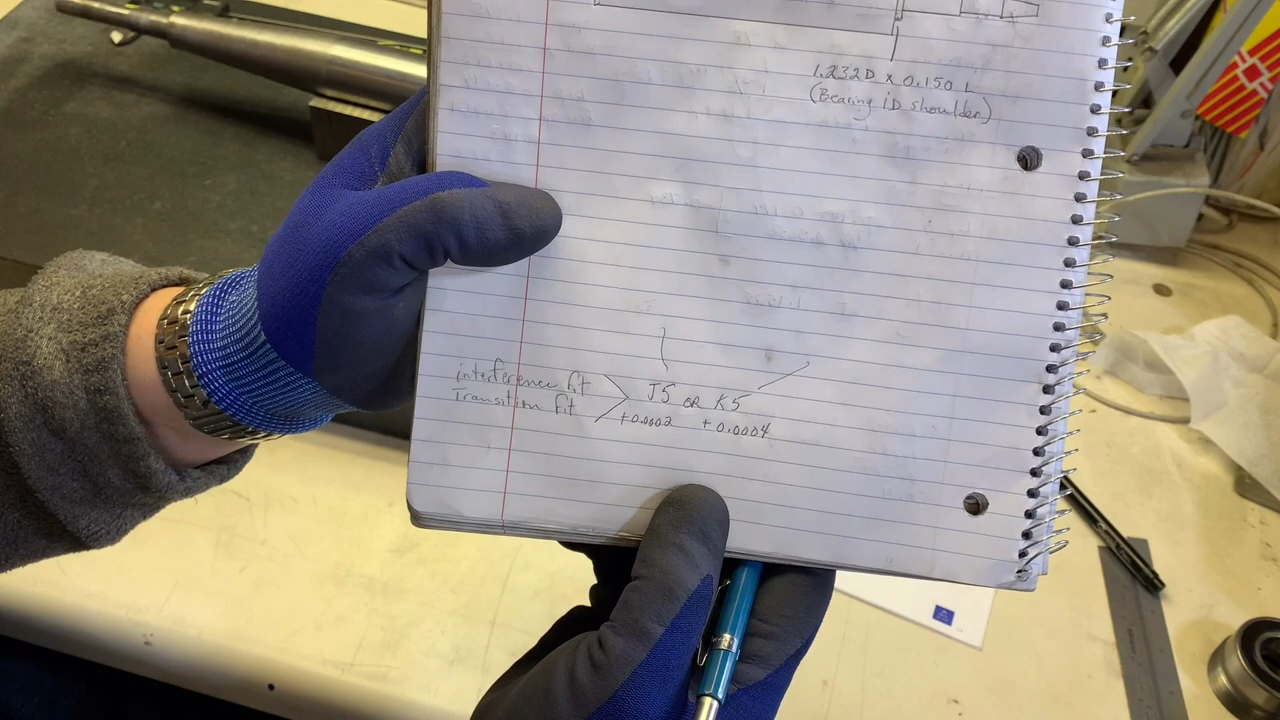 1.232D x 0.150 L
(Bearing ID shoulder)
interference fit
Transition fit
J5 OR K5
+0.0002 +0.0004